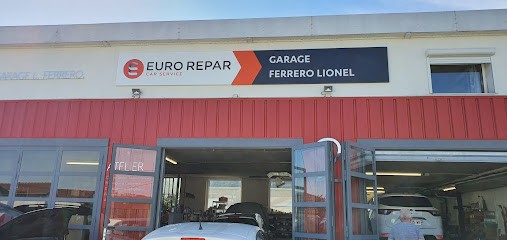 EURO REPAR
CAR SERVICE
GARAGE
FERRERO LIONEL
GARAGE L. FERRERO